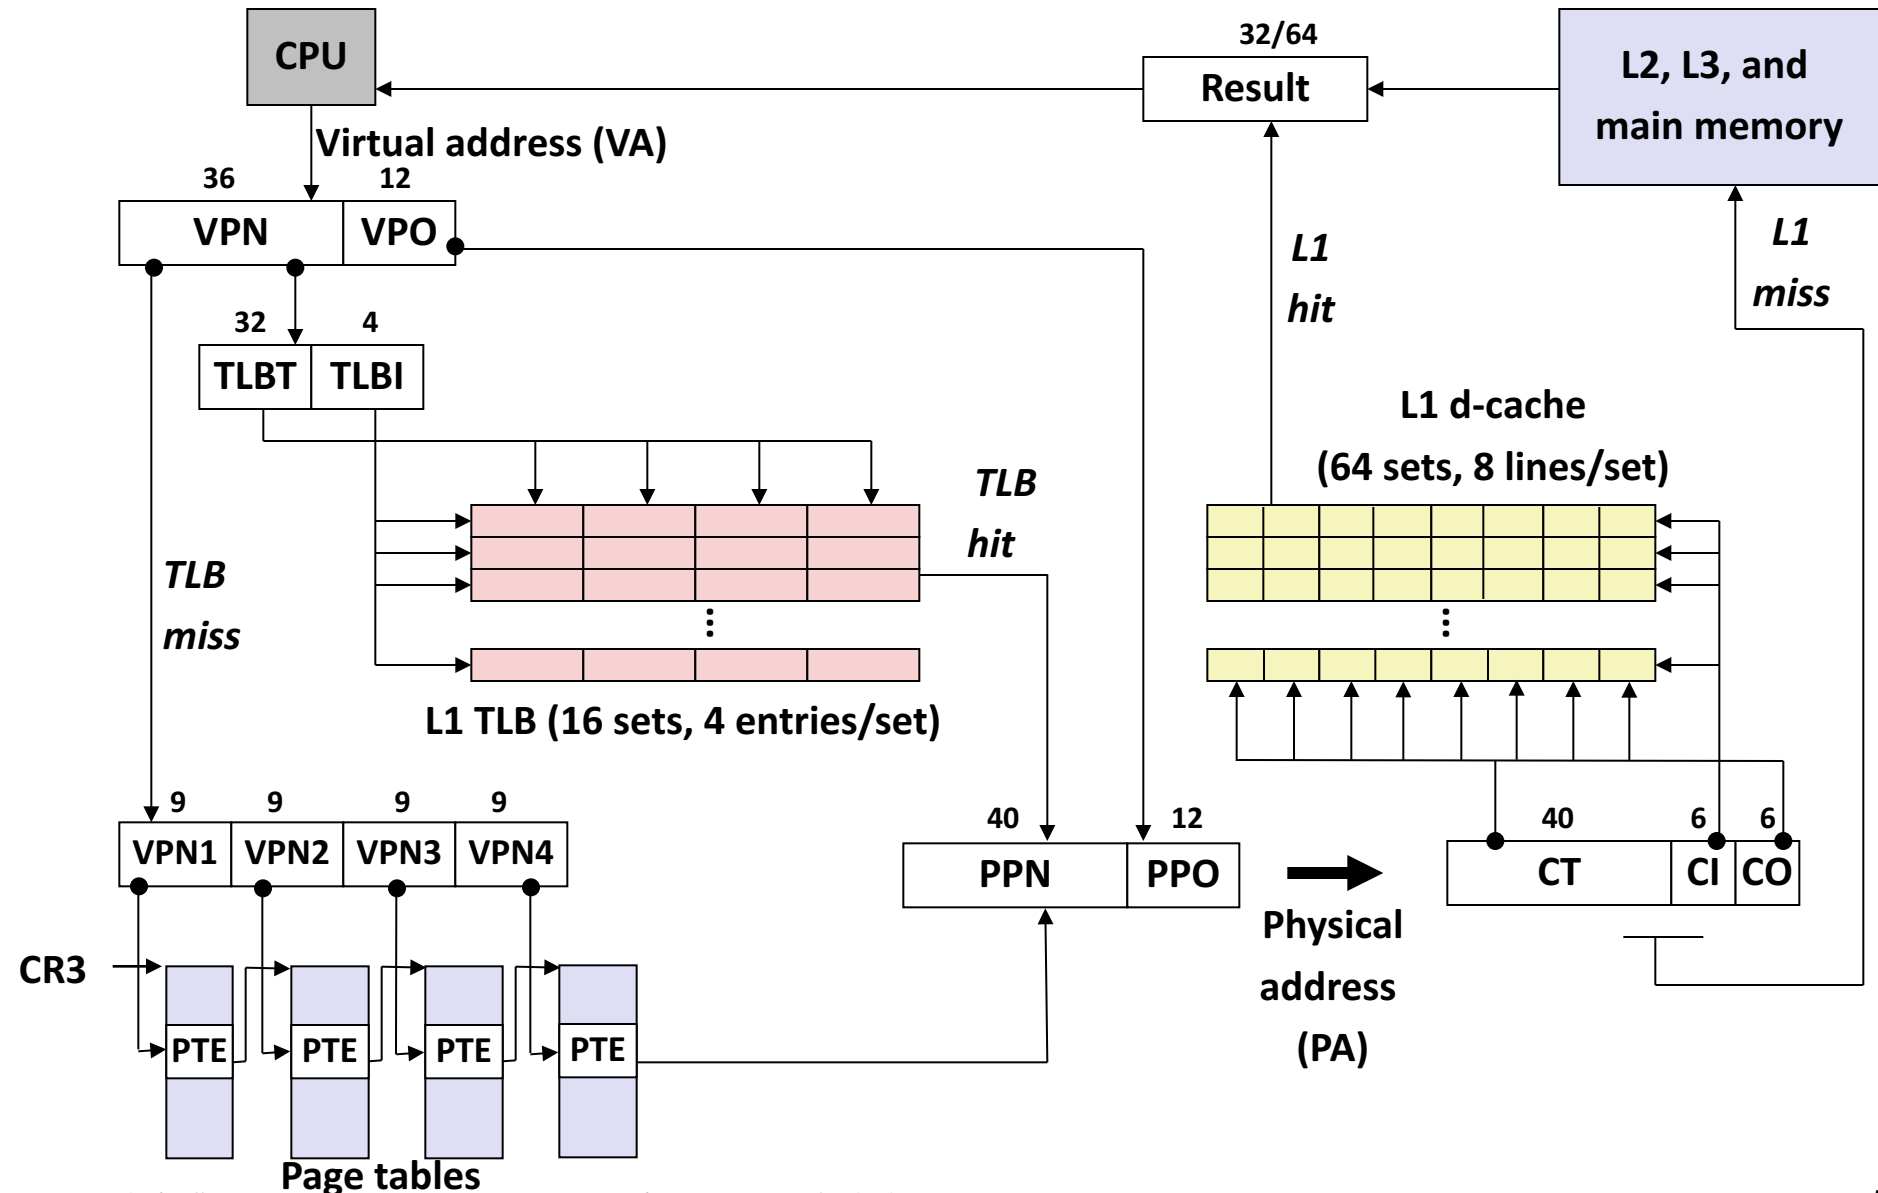 CPU
32/64
Result
L2, L3, and
main memory
Virtual address (VA)
36
12
VPN
VPO
L1
hit
L1
miss
32
4
TLBT
TLBI
L1 d-cache
(64 sets, 8 lines/set)
TLB
hit
TLB
miss
...
...
L1 TLB (16 sets, 4 entries/set)
9
9
9
9
VPN1
VPN2
VPN3
VPN4
40
12
PPN
PPO
40
6
6
CT
CI
CO
Physical
address
(PA)
CR3
PTE
PTE
PTE
PTE
Page tables